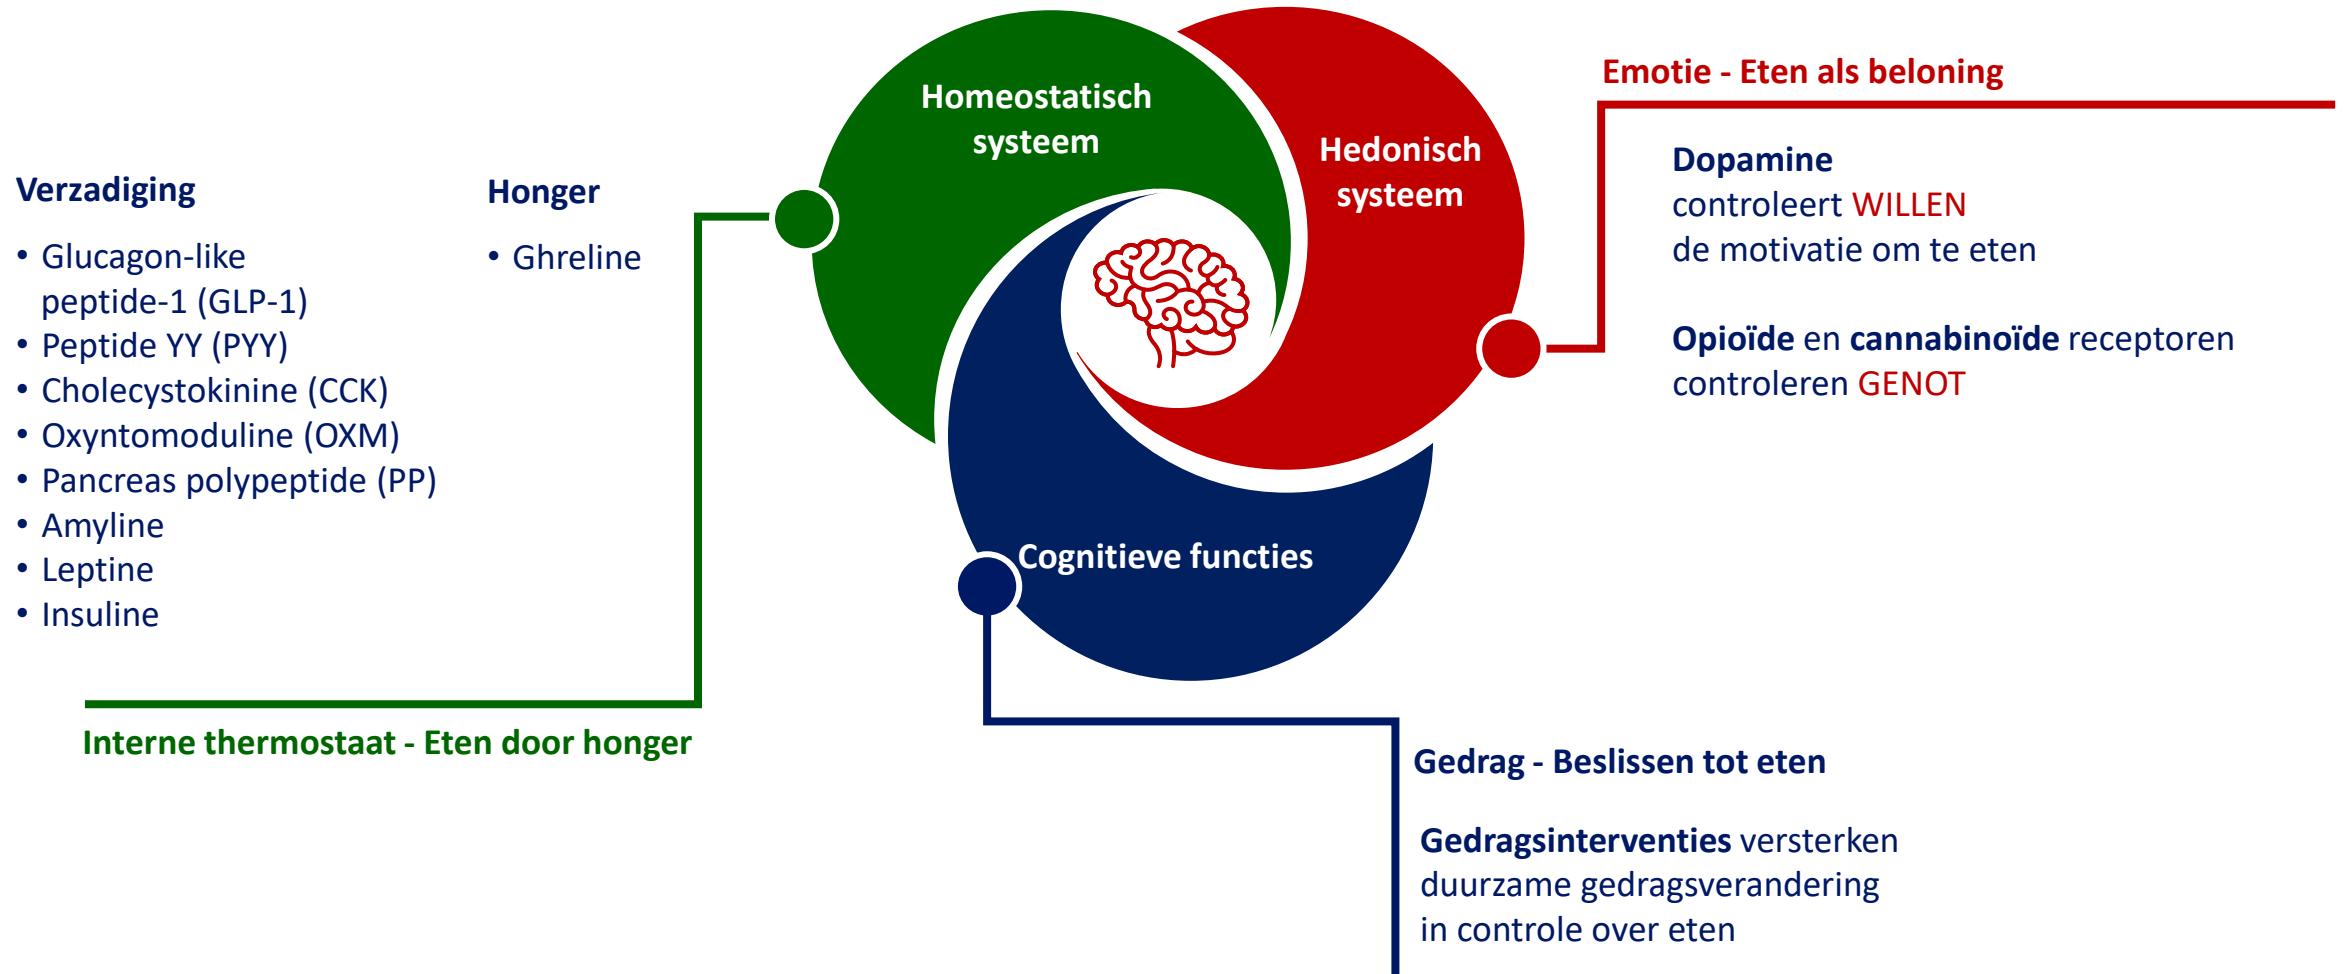 Homeostatisch
systeem
Hedonisch
systeem
Cognitieve functies
Verzadiging
• Glucagon-like
peptide-1 (GLP-1)
• Peptide YY (PYY)
• Cholecystokinine (CCK)
• Oxyntomoduline (OXM)
• Pancreas polypeptide (PP)
• Amyline
• Leptine
• Insuline
Honger
• Ghreline
Interne thermostaat - Eten door honger
Emotie - Eten als beloning
Dopamine
controleert WILLEN
de motivatie om te eten
Opioïde en cannabinoïde receptoren
controleren GENOT
Gedrag - Beslissen tot eten
Gedragsinterventies versterken
duurzame gedragsverandering
in controle over eten